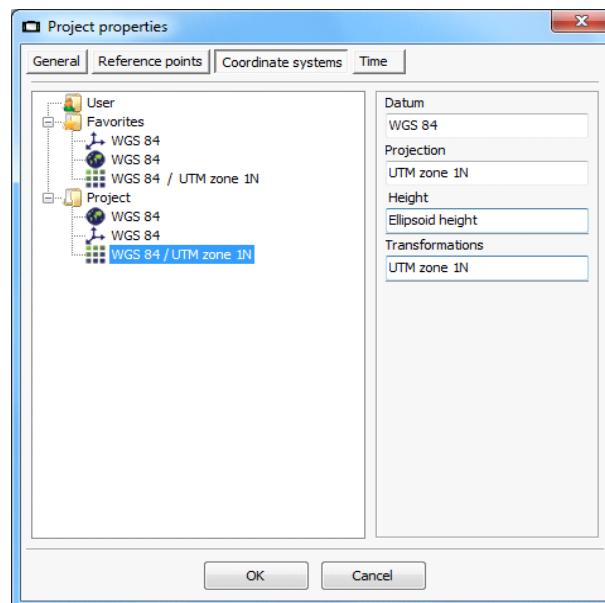 Project properties
General Reference points Coordinate systems Time
User
Favorites
WGS 84
WGS 84
WGS 84 / UTM zone 1N
Project
WGS 84
WGS 84
WGS 84 / UTM zone 1N
Datum
WGS 84
Projection
UTM zone 1N
Height
Ellipsoid height
Transformations
UTM zone 1N
OK Cancel